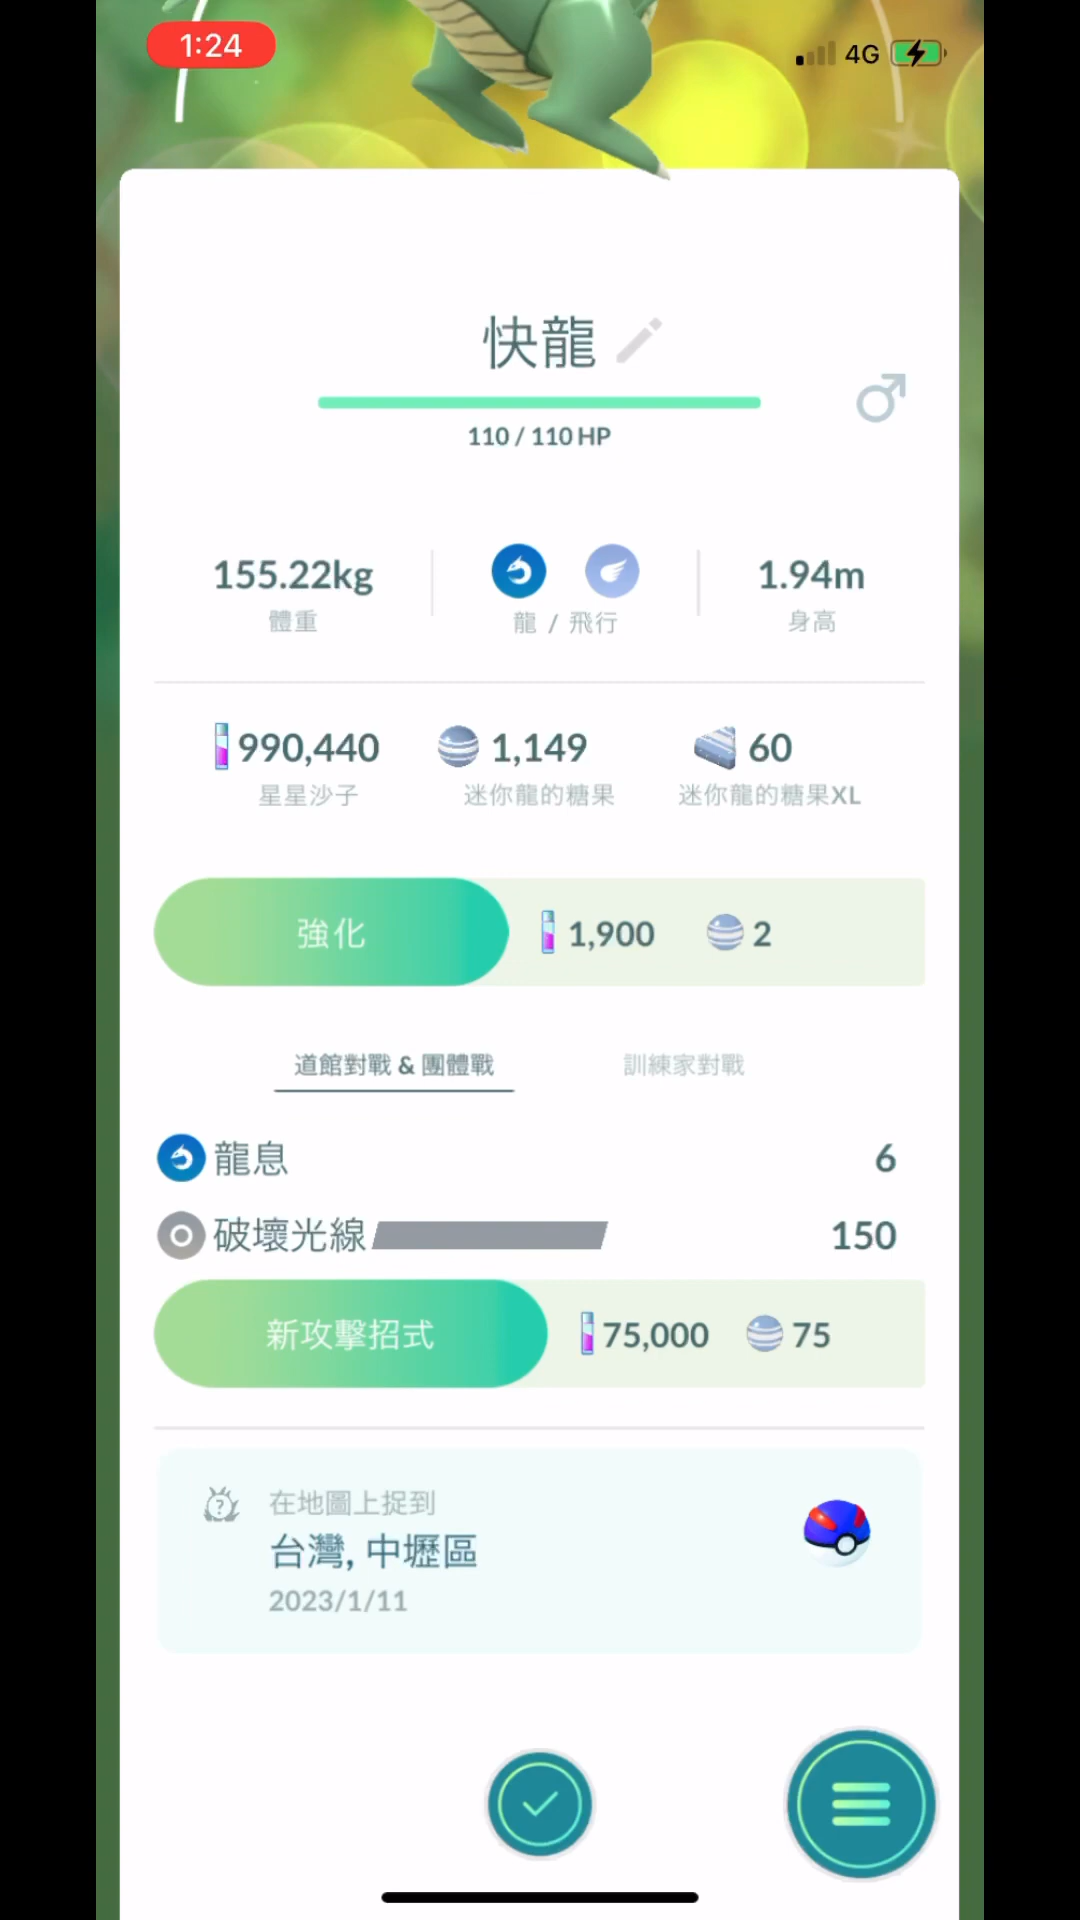 1:24
4G
快龍
110 / 110 HP
155.22kg
體重
龍 / 飛行
1.94m
身高
990,440
星星沙子
1,149
迷你龍的糖果
60
迷你龍的糖果XL
強化
1,900
2
道館對戰 & 團體戰
訓練家對戰
龍息
6
破壞光線
150
新攻擊招式
75,000
75
在地圖上捉到
台灣, 中壢區
2023/1/11